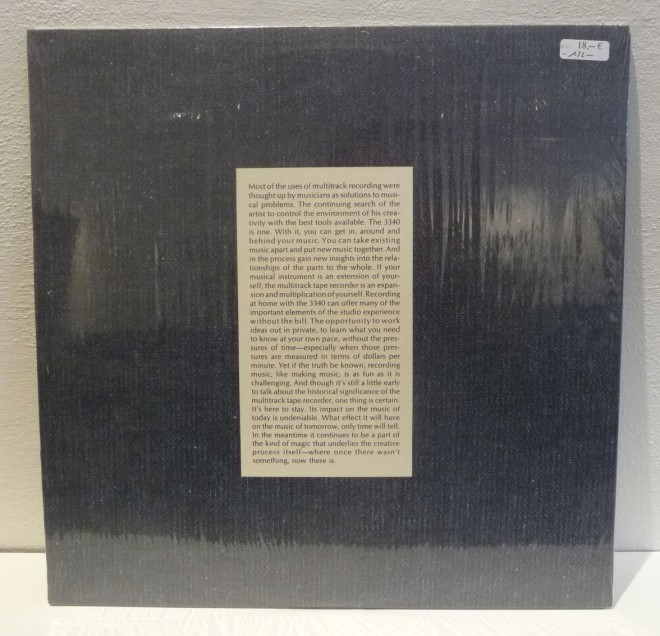 18,– €
Most of the uses of multitrack recording were
thought up by musicians as solutions to musi-
cal problems. The continuing search of the
artist to control the environment of his crea-
tivity with the best tools available. The 3340
is one. With it, you can get in, around and
behind your music. You can take existing
music apart and put new music together. And
in the process gain new insights into the rela-
tionships of the parts to the whole. If your
musical instrument is an extension of your-
self, the multitrack tape recorder is an expan-
sion and multiplication of yourself. Recording
at home with the 3340 can offer many of the
important elements of the studio experience
without the bill. The opportunity to work
ideas out in private, to learn what you need
to know at your own pace, without the pres-
sures of time—especially when those pres-
sures are measured in terms of dollars per
minute. Yet if the truth be known, recording
music, like making music, is as fun as it is
challenging. And though it's still a little early
to talk about the historical significance of the
multitrack tape recorder, one thing is certain.
It's here to stay. Its impact on the music of
today is undeniable. What effect it will have
on the music of tomorrow, only time will tell.
In the meantime it continues to be a part of
the kind of magic that underlies the creative
process itself—where once there wasn't
something, now there is.